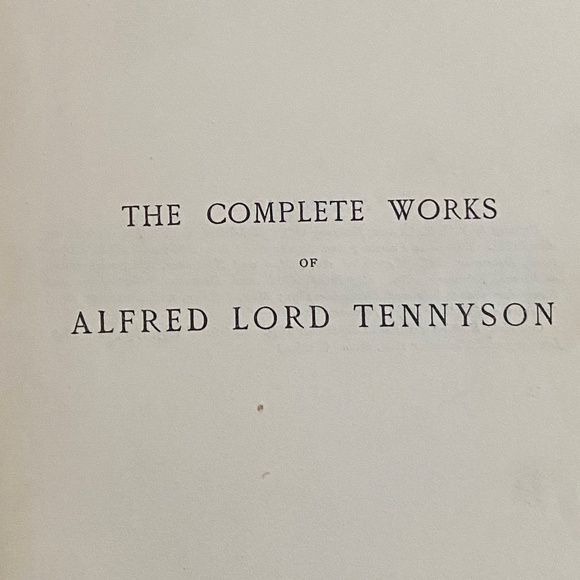 THE COMPLETE WORKS
OF
ALFRED LORD TENNYSON